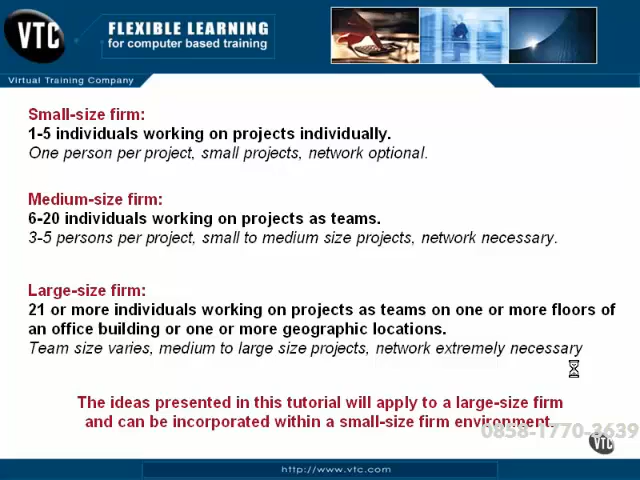 VTC
FLEXIBLE LEARNING
for computer based training
Virtual Training Company
Small-size firm:
1-5 individuals working on projects individually.
One person per project, small projects, network optional.
Medium-size firm:
6-20 individuals working on projects as teams.
3-5 persons per project, small to medium size projects, network necessary.
Large-size firm:
21 or more individuals working on projects as teams on one or more floors of
an office building or one or more geographic locations.
Team size varies, medium to large size projects, network extremely necessary
The ideas presented in this tutorial will apply to a large-size firm
and can be incorporated within a small-size firm environment.
0858-1770-3639
VTC
http://www.vtc.com